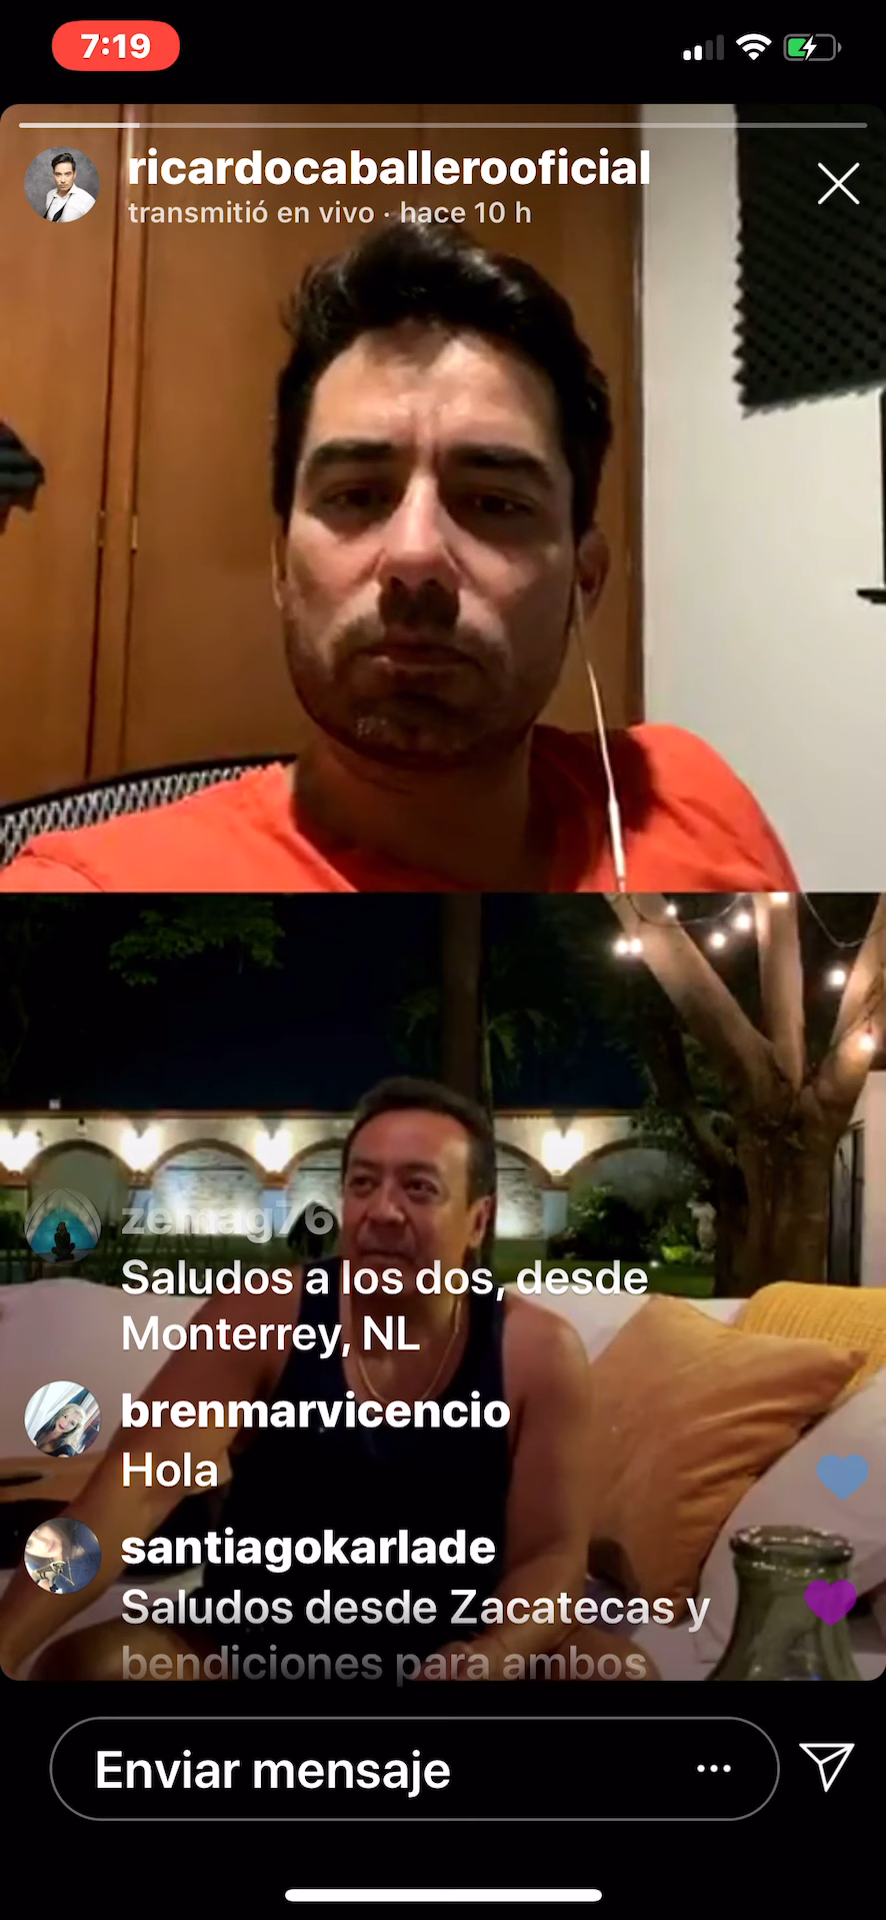 7:19
ricardocaballerooficial
transmitió en vivo · hace 10 h
zemag76
Saludos a los dos, desde
Monterrey, NL
brenmarvicencio
Hola
santiagokarlade
Saludos desde Zacatecas y
bendiciones para ambos
Enviar mensaje